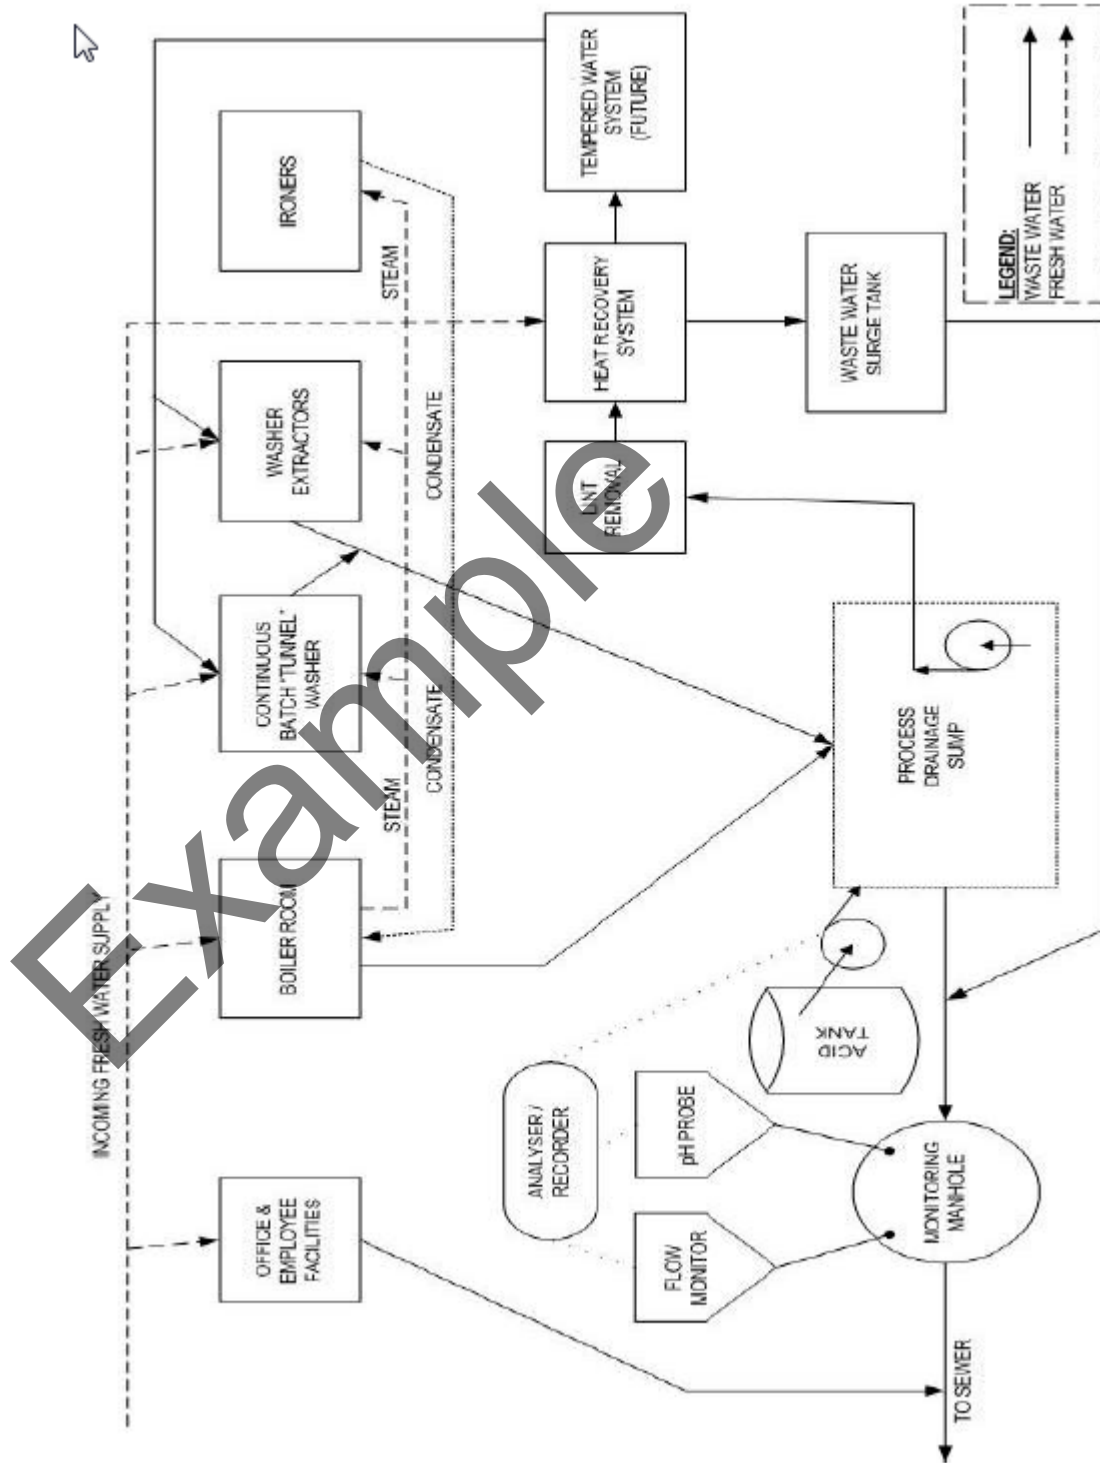 INCOMING FRESH WATER SUPPLY
OFFICE &
EMPLOYEE
FACILITIES
BOILER ROOM
CONTINUOUS
BATCH "TUNNEL"
WASHER
WASHER
EXTRACTORS
IRONERS
STEAM
STEAM
CONDENSATE
CONDENSATE
ANALYSER /
RECORDER
FLOW
MONITOR
pH PROBE
LINT
REMOVAL
HEAT RECOVERY
SYSTEM
TEMPERED WATER
SYSTEM
(FUTURE)
ACID
TANK
PROCESS
DRAINAGE
SUMP
WASTE WATER
SURGE TANK
MONITORING
MANHOLE
TO SEWER
LEGEND:
WASTE WATER
FRESH WATER
Example